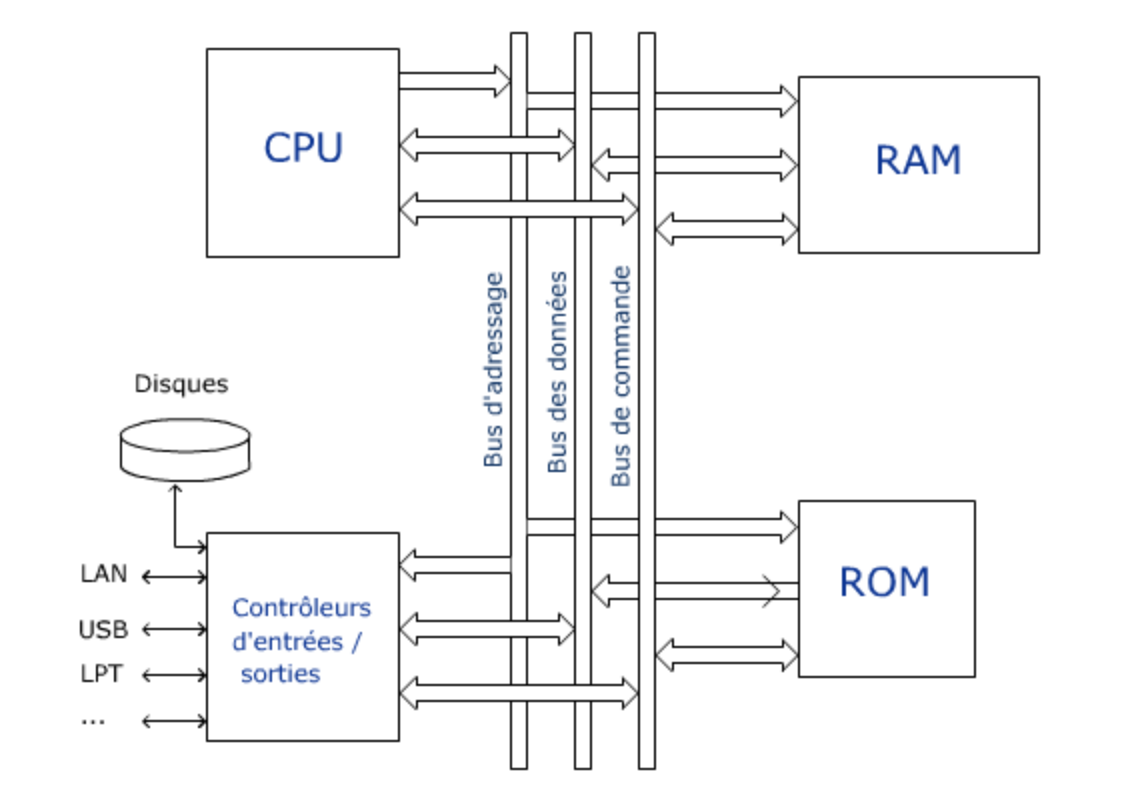 CPU
RAM
Bus d'adressage
Bus des données
Bus de commande
Disques
LAN
USB
LPT
...
Contrôleurs
d'entrées /
sorties
ROM